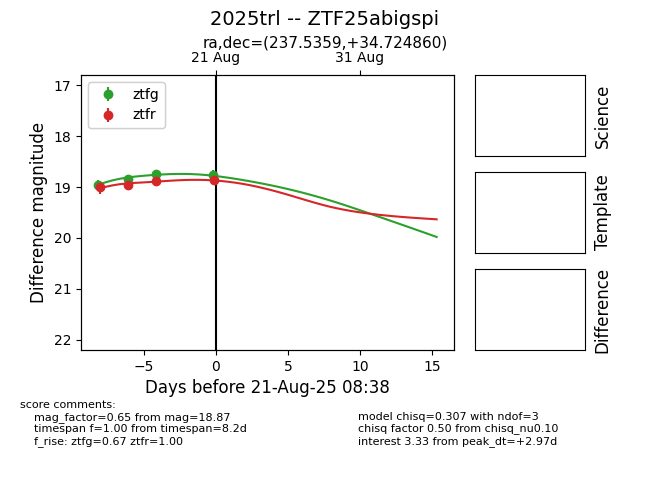 2025trl -- ZTF25abigspi
ra,dec=(237.5359,+34.724860)
21 Aug
31 Aug
17
18
19
20
21
22
Difference magnitude
ztfg
ztfr
−5
0
5
10
15
Days before 21-Aug-25 08:38
Science
Template
Difference
score comments:
mag_factor=0.65 from mag=18.87
timespan f=1.00 from timespan=8.2d
f_rise: ztfg=0.67 ztfr=1.00
model chisq=0.307 with ndof=3
chisq factor 0.50 from chisq_nu0.10
interest 3.33 from peak_dt=+2.97d